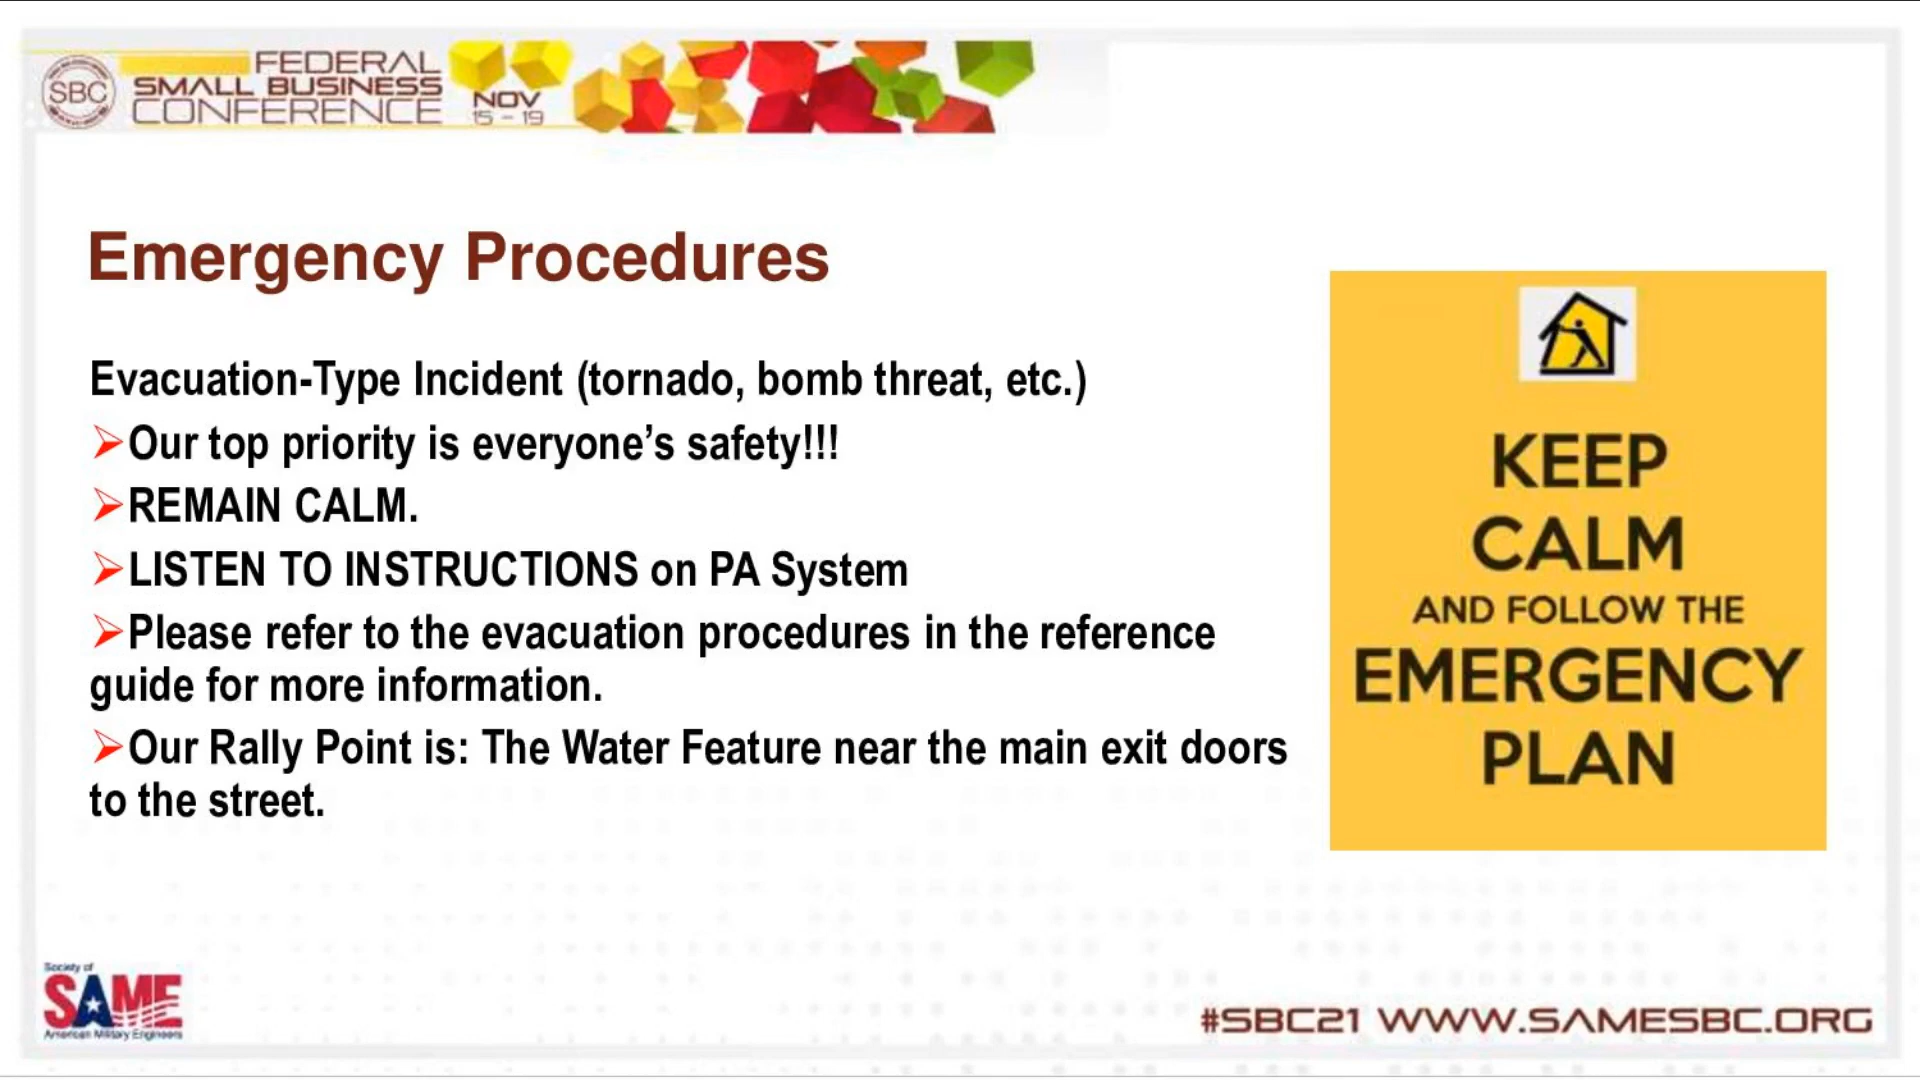 SBC
FEDERAL
SMALL BUSINESS
CONFERENCE
NOV
15 - 19
Emergency Procedures
Evacuation-Type Incident (tornado, bomb threat, etc.)
➢Our top priority is everyone's safety!!!
➢REMAIN CALM.
➢LISTEN TO INSTRUCTIONS on PA System
➢Please refer to the evacuation procedures in the reference
guide for more information.
➢Our Rally Point is: The Water Feature near the main exit doors
to the street.
KEEP
CALM
AND FOLLOW THE
EMERGENCY
PLAN
Society of
SAME
American Military Engineers
#SBC21 WWW.SAMESBC.ORG